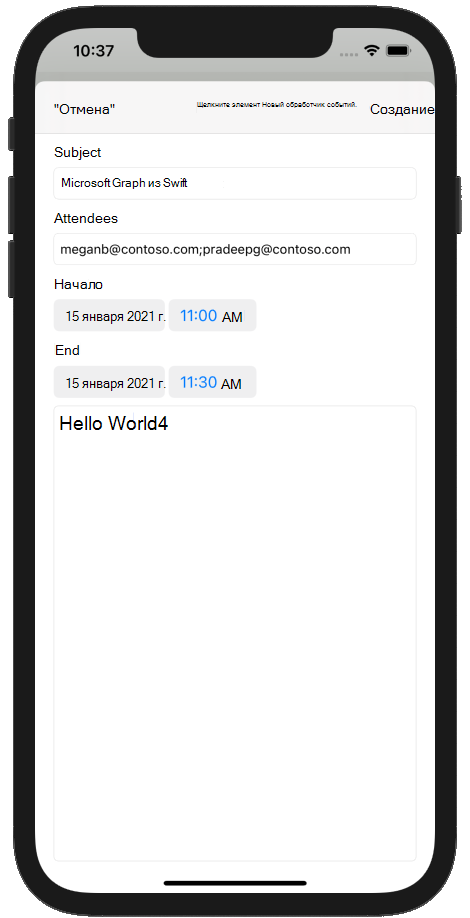 10:37
"Отмена" Щелкните элемент Новый обработчик событий. Создание
Subject
Microsoft Graph из Swift
Attendees
meganb@contoso.com;pradeepg@contoso.com
Начало
15 января 2021 г. 11:00 AM
End
15 января 2021 г. 11:30 AM
Hello World4